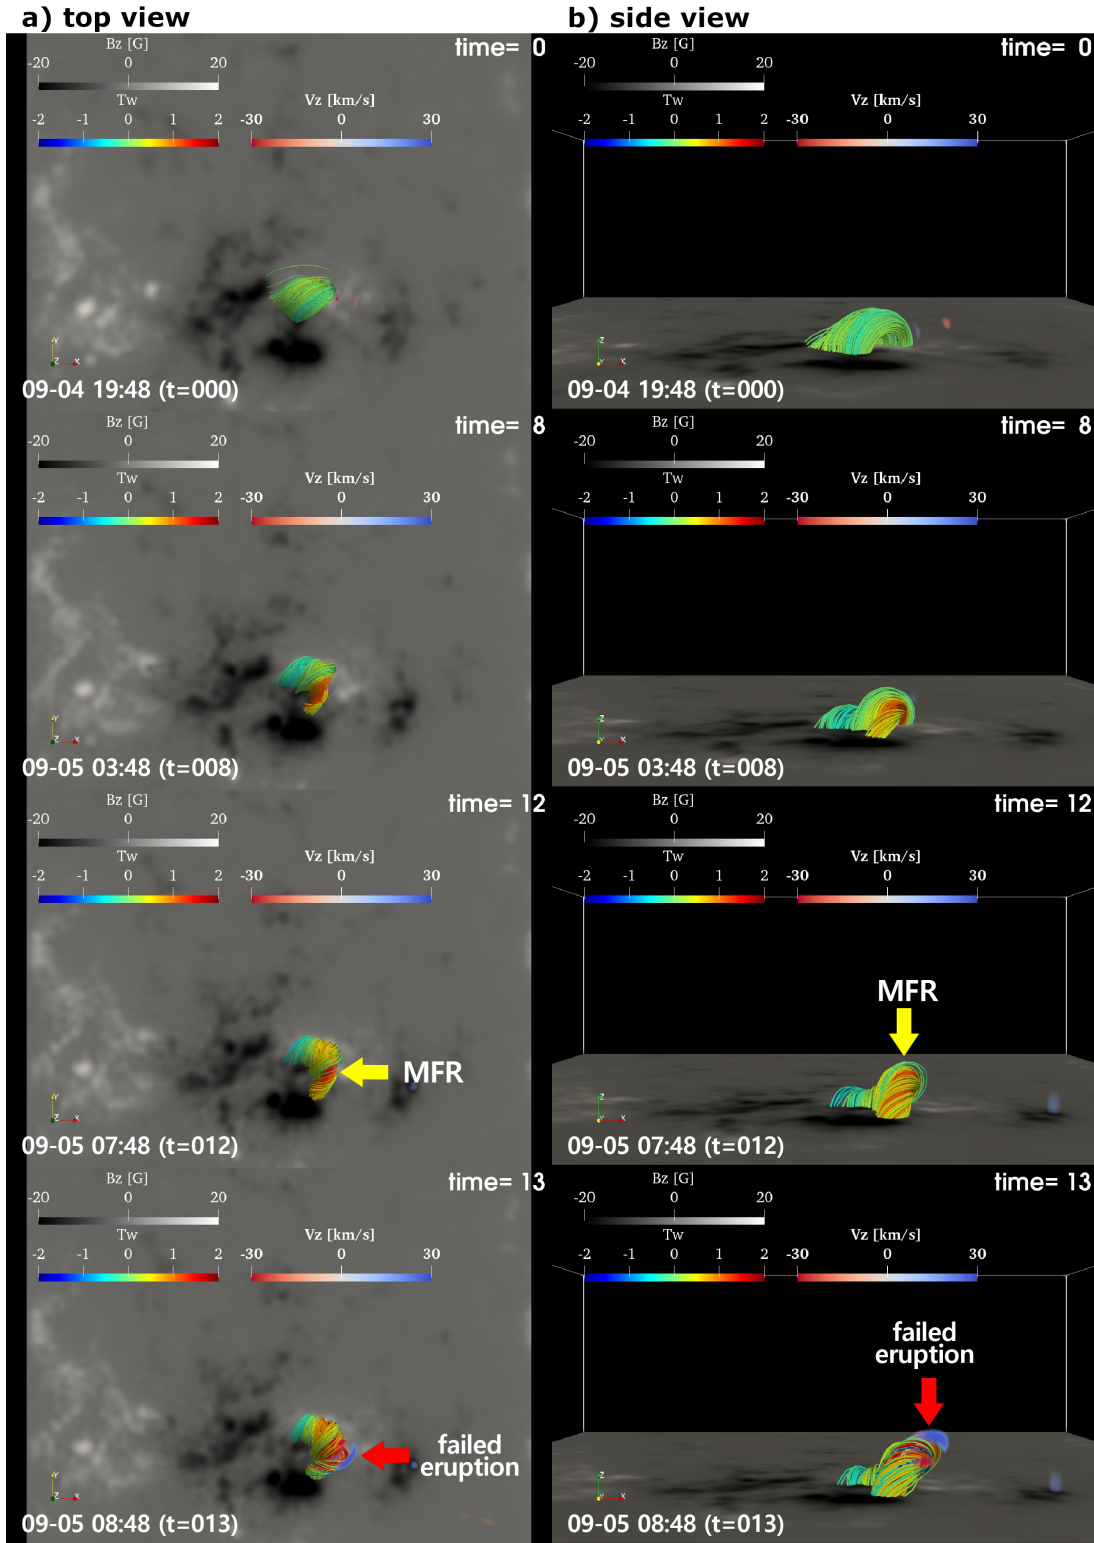 a) top view
b) side view
Bz [G]
time= 0
-20 0 20
Tw
Vz [km/s]
-2 -1 0 1 2
-30 0 30
Y
Z X
09-04 19:48 (t=000)
Bz [G]
time= 0
-20 0 20
Tw
Vz [km/s]
-2 -1 0 1 2
-30 0 30
Z
Y X
09-04 19:48 (t=000)
Bz [G]
time= 8
-20 0 20
Tw
Vz [km/s]
-2 -1 0 1 2
-30 0 30
Y
Z X
09-05 03:48 (t=008)
Bz [G]
time= 8
-20 0 20
Tw
Vz [km/s]
-2 -1 0 1 2
-30 0 30
Z
Y X
09-05 03:48 (t=008)
Bz [G]
time= 12
-20 0 20
Tw
Vz [km/s]
-2 -1 0 1 2
-30 0 30
MFR
Y
Z X
09-05 07:48 (t=012)
Bz [G]
time= 12
-20 0 20
Tw
Vz [km/s]
-2 -1 0 1 2
-30 0 30
MFR
Z
Y X
09-05 07:48 (t=012)
Bz [G]
time= 13
-20 0 20
Tw
Vz [km/s]
-2 -1 0 1 2
-30 0 30
failed
eruption
Y
Z X
09-05 08:48 (t=013)
Bz [G]
time= 13
-20 0 20
Tw
Vz [km/s]
-2 -1 0 1 2
-30 0 30
failed
eruption
Z
Y X
09-05 08:48 (t=013)